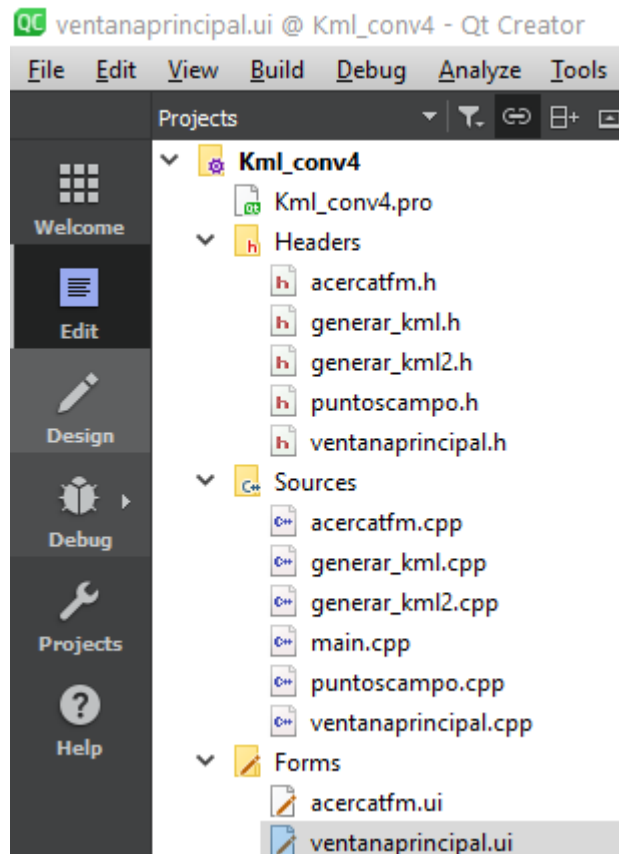 QC ventanaprincipal.ui @ Kml_conv4 - Qt Creator
File Edit View Build Debug Analyze Tools
Projects
Kml_conv4
Kml_conv4.pro
Welcome
Headers
acercatfm.h
generar_kml.h
Edit
generar_kml2.h
puntoscampo.h
Design
ventanaprincipal.h
Sources
acercatfm.cpp
Debug
generar_kml.cpp
generar_kml2.cpp
main.cpp
Projects
puntoscampo.cpp
ventanaprincipal.cpp
Help
Forms
acercatfm.ui
ventanaprincipal.ui